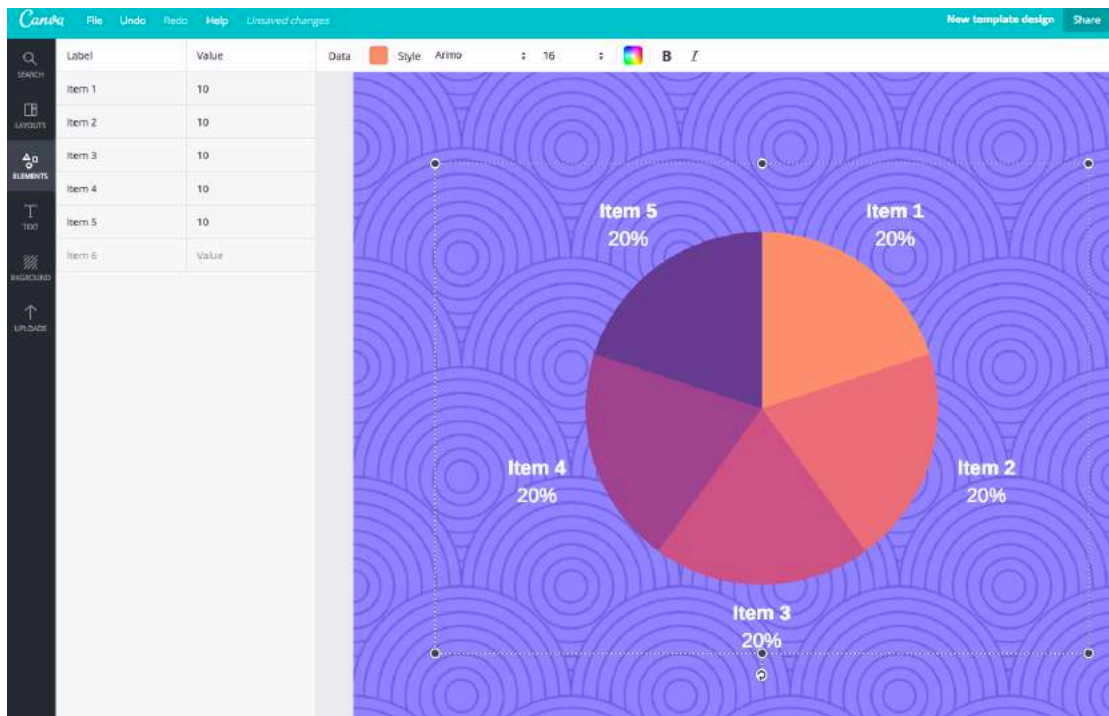 Canva File Undo Redo Help Unsaved changes New template design Share
SEARCH
LAYOUTS
ELEMENTS
TEXT
BKGROUND
UPLOADS
Label Value
Item 1 10
Item 2 10
Item 3 10
Item 4 10
Item 5 10
Item 6 Value
Data Style Arimo 16 B I
Item 5
20%
Item 1
20%
Item 4
20%
Item 2
20%
Item 3
20%